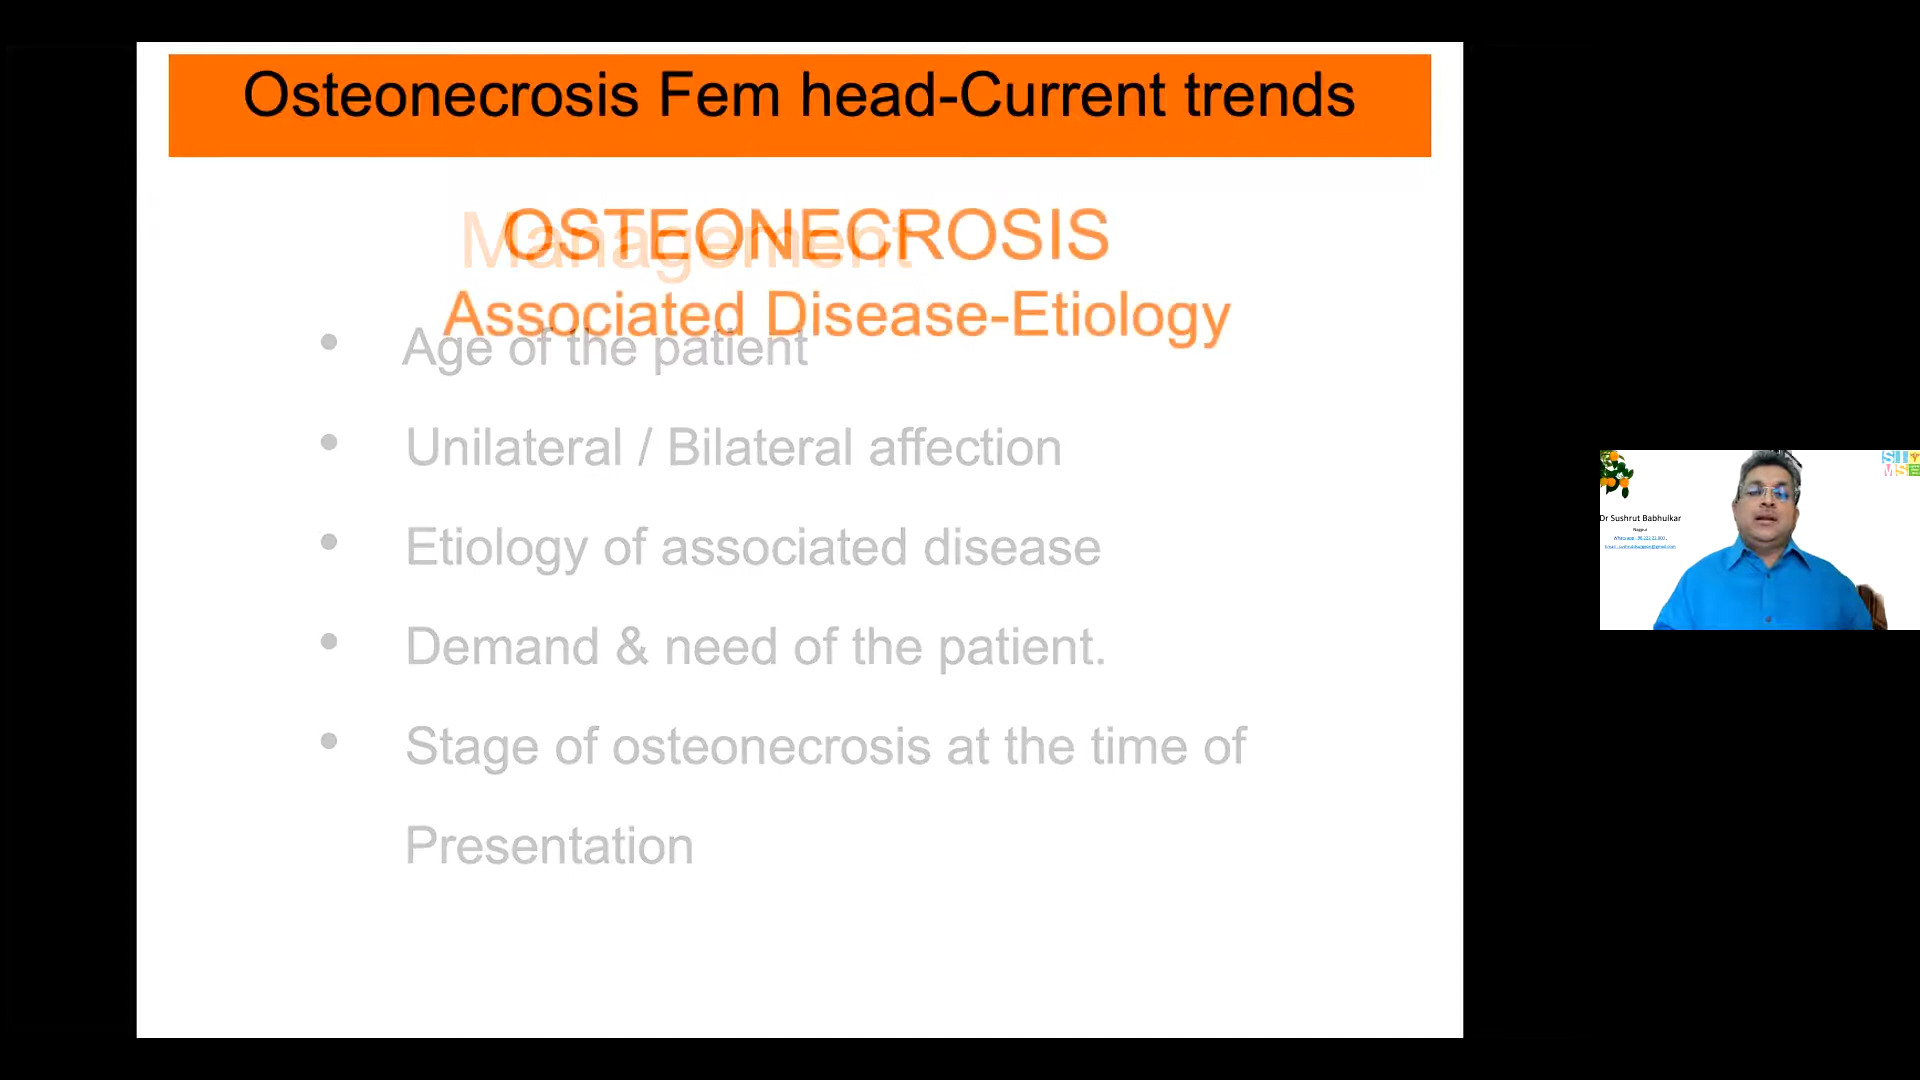 Osteonecrosis Fem head-Current trends
Management
OSTEONECROSIS
Associated Disease-Etiology
• Age of the patient
• Unilateral / Bilateral affection
• Etiology of associated disease
• Demand & need of the patient.
• Stage of osteonecrosis at the time of
Presentation
Dr Sushrut Babhulkar
Nagpur